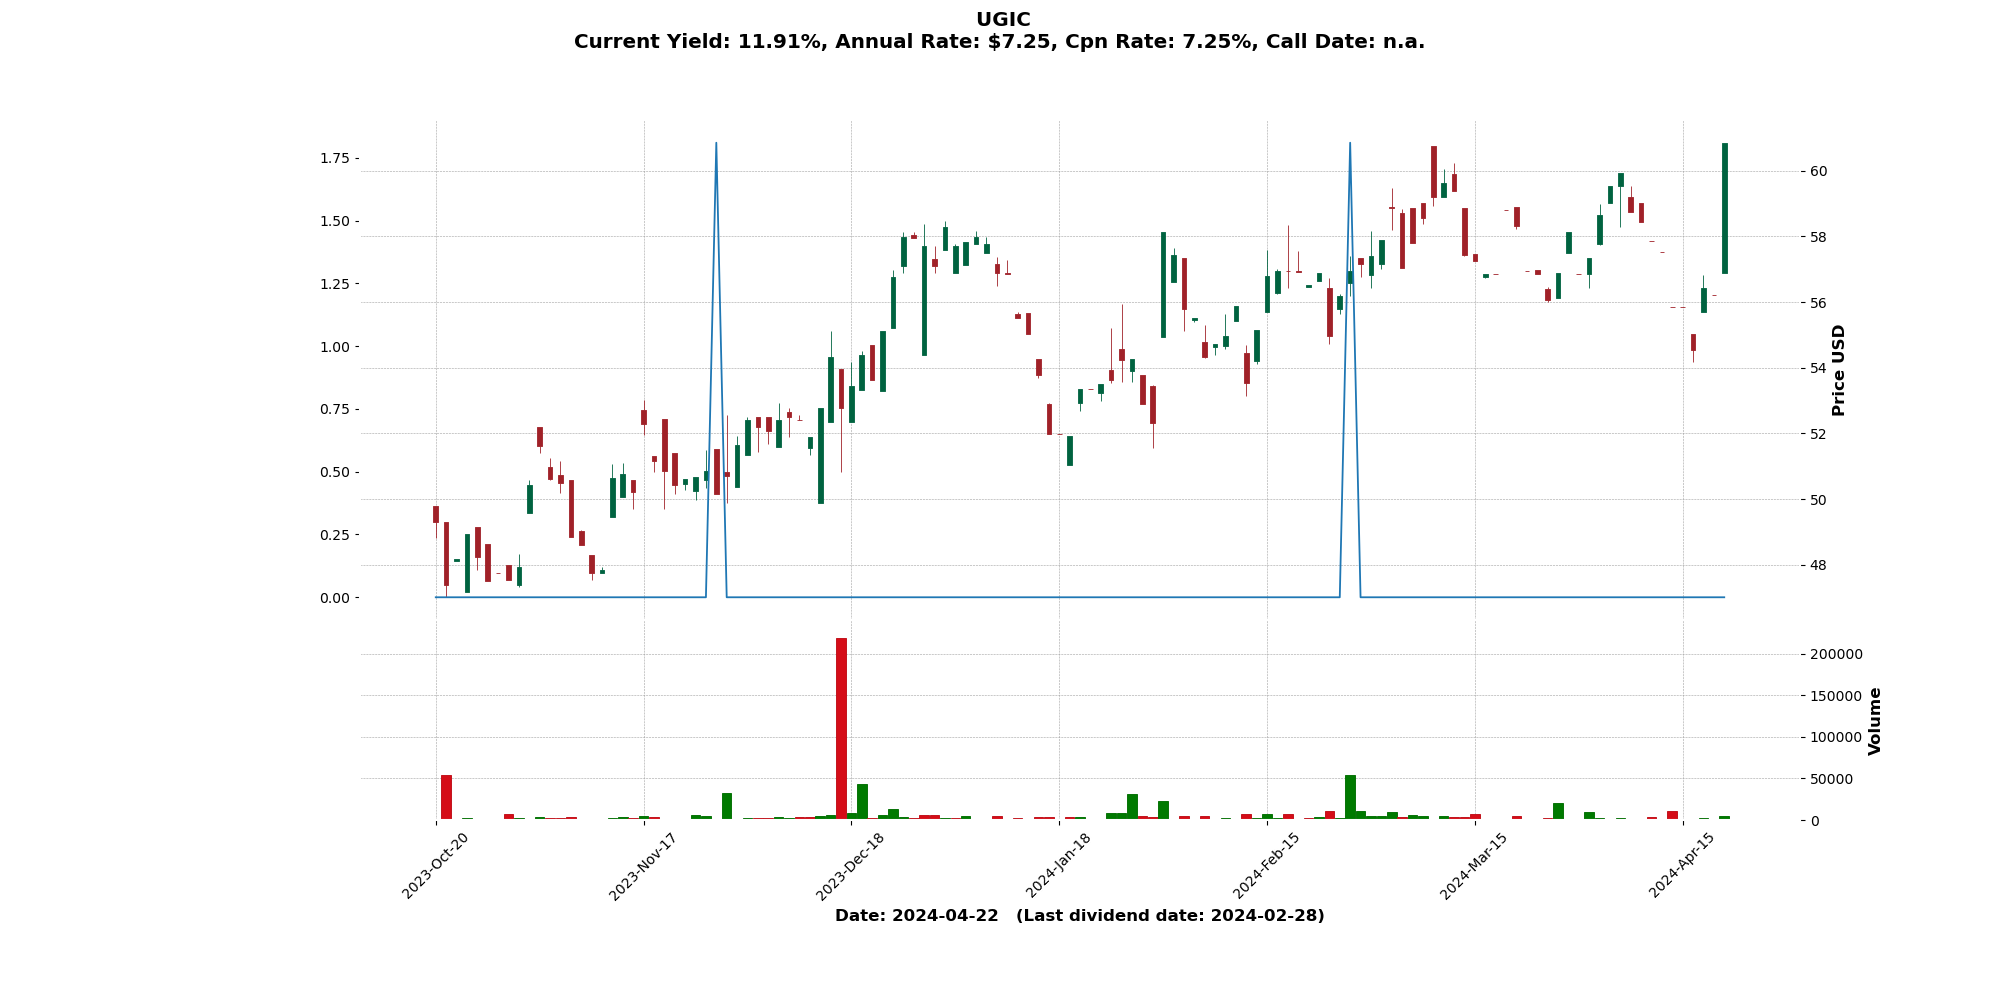 UGIC
Current Yield: 11.91%, Annual Rate: $7.25, Cpn Rate: 7.25%, Call Date: n.a.
1.75
1.50
1.25
1.00
0.75
0.50
0.25
0.00
60
58
56
54
52
50
48
Price USD
200000
150000
100000
50000
0
Volume
2023-Oct-20
2023-Nov-17
2023-Dec-18
2024-Jan-18
2024-Feb-15
2024-Mar-15
2024-Apr-15
Date: 2024-04-22 (Last dividend date: 2024-02-28)